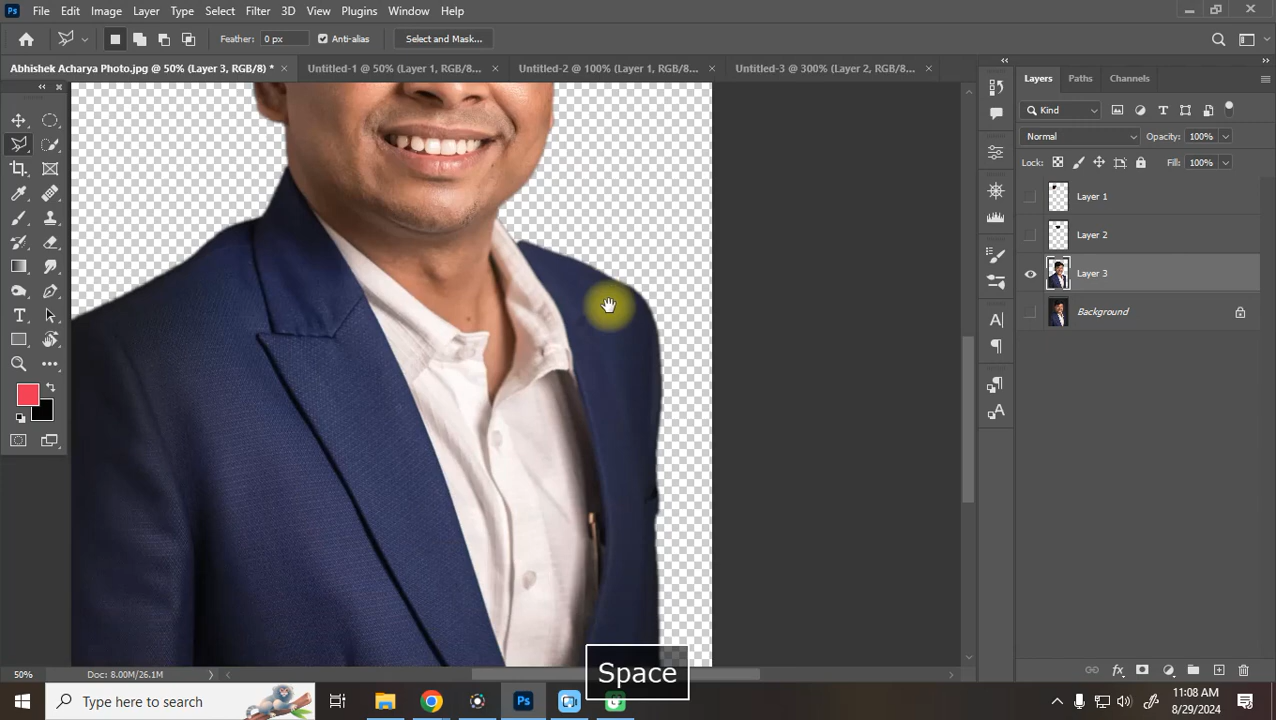 Ps File Edit Image Layer Type Select Filter 3D View Plugins Window Help
Feather: 0 px Anti-alias Select and Mask...
Abhishek Acharya Photo.jpg @ 50% (Layer 3, RGB/8) * × Untitled-1 @ 50% (Layer 1, RGB/8... × Untitled-2 @ 100% (Layer 1, RGB/8... × Untitled-3 @ 300% (Layer 2, RGB/8... ×
Layers Paths Channels
Kind
Normal Opacity: 100%
Lock: Fill: 100%
Layer 1
Layer 2
Layer 3
Background
Space
50% Doc: 8.00M/26.1M
Type here to search
Ps
11:08 AM
8/29/2024